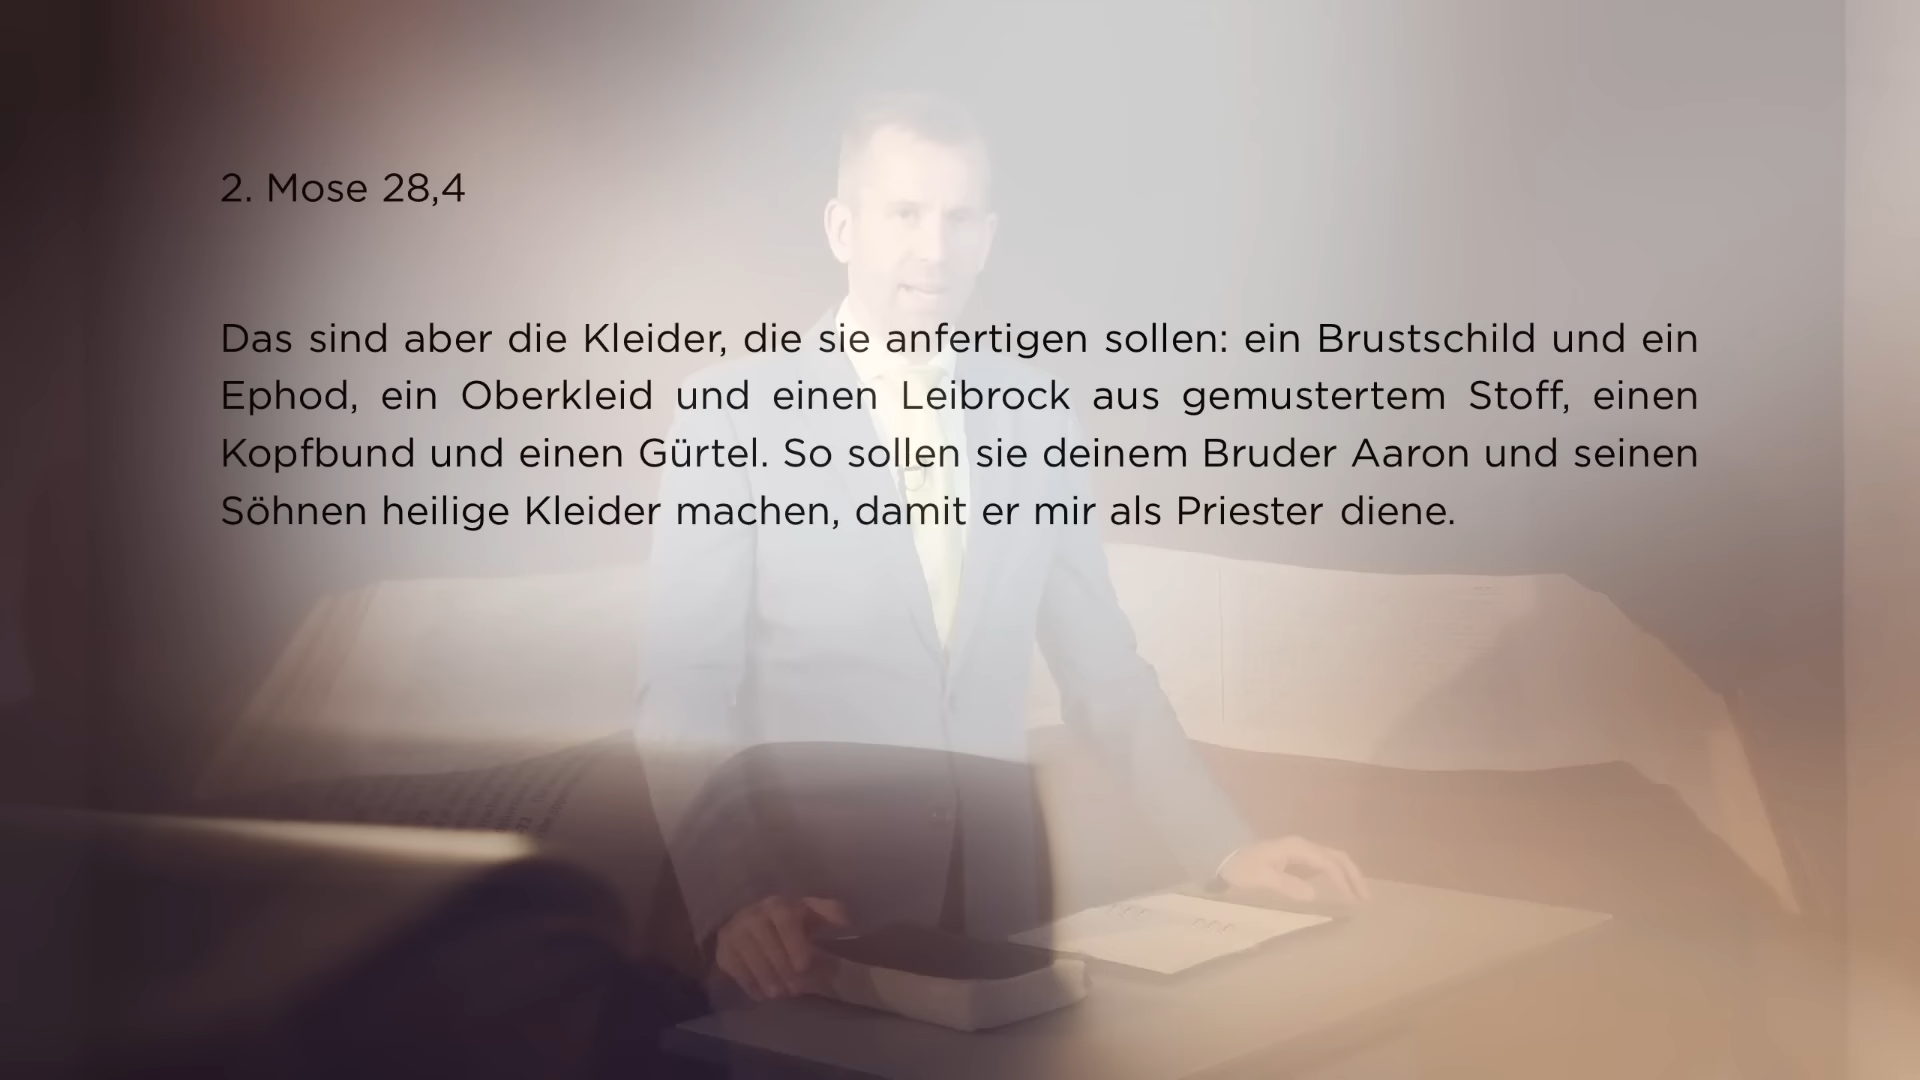 2. Mose 28,4
Das sind aber die Kleider, die sie anfertigen sollen: ein Brustschild und ein
Ephod, ein Oberkleid und einen Leibrock aus gemustertem Stoff, einen
Kopfbund und einen Gürtel. So sollen sie deinem Bruder Aaron und seinen
Söhnen heilige Kleider machen, damit er mir als Priester diene.